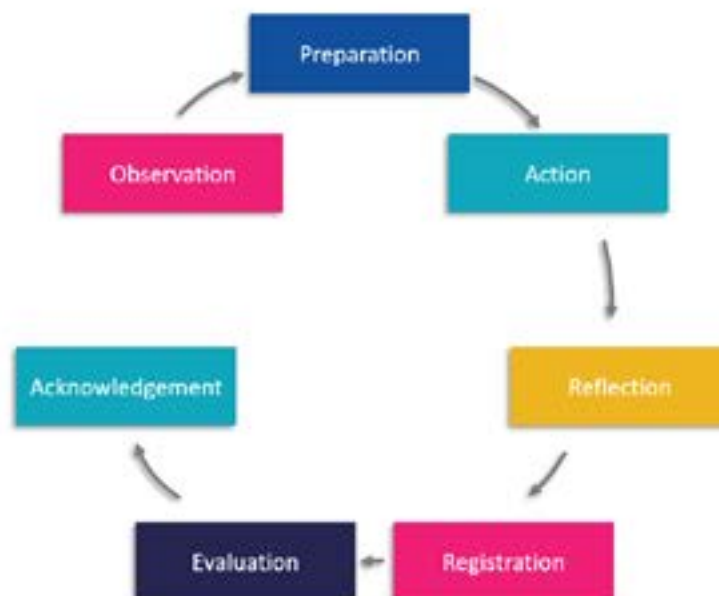 Preparation
Observation
Action
Acknowledgement
Reflection
Evaluation
Registration